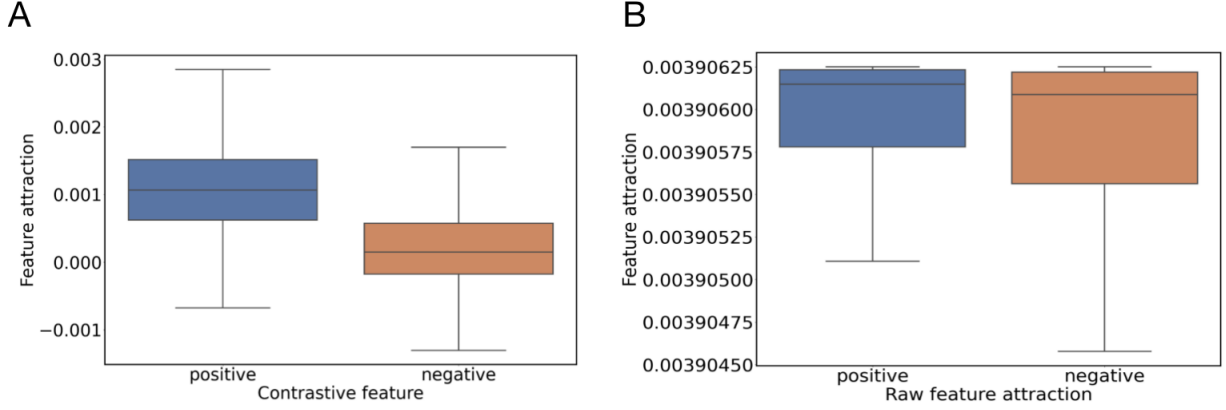 A
Feature attraction
0.003
0.002
0.001
0.000
−0.001
positive
negative
Contrastive feature
B
Feature attraction
0.00390625
0.00390600
0.00390575
0.00390550
0.00390525
0.00390500
0.00390475
0.00390450
positive
negative
Raw feature attraction